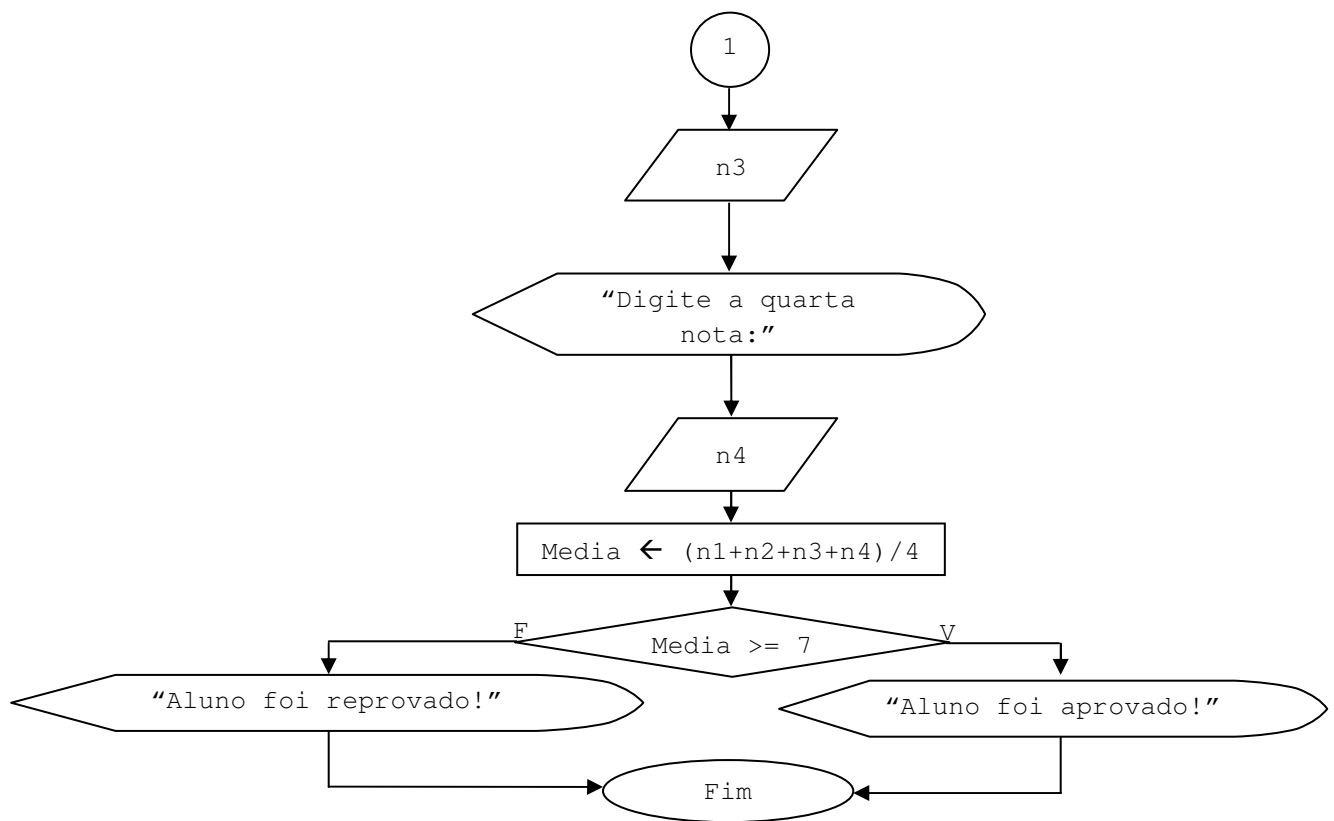 1
n3
“Digite a quarta
nota:”
n4
Media ← (n1+n2+n3+n4)/4
F
Media >= 7
V
“Aluno foi reprovado!”
“Aluno foi aprovado!”
Fim